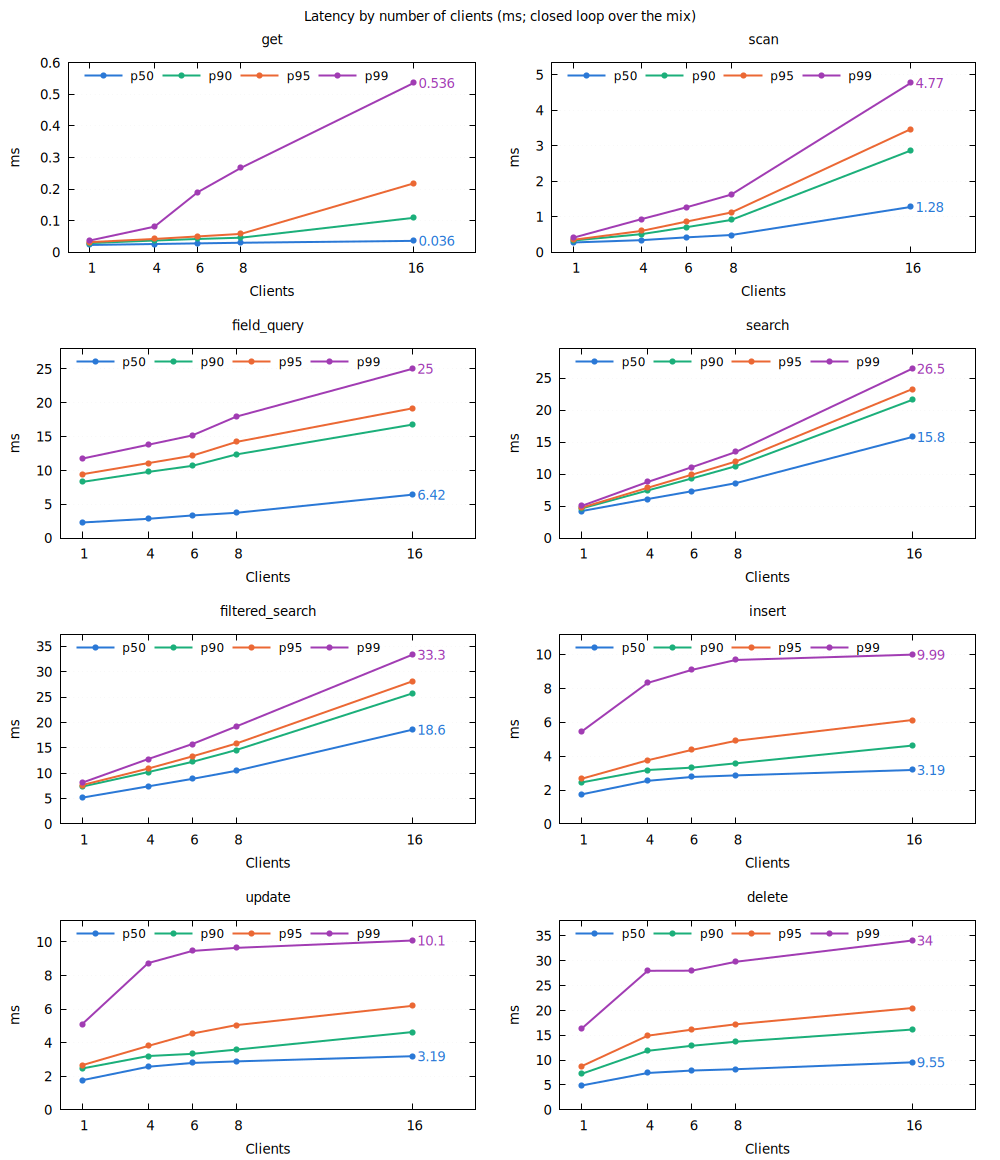 Latency by number of clients (ms; closed loop over the mix)
get
p50 p90 p95 p99
0.6
0.5
0.4
0.3
0.2
0.1
0
ms
0.536
0.036
1 4 6 8 16
Clients
scan
p50 p90 p95 p99
5
4
3
2
1
0
ms
4.77
1.28
1 4 6 8 16
Clients
field_query
p50 p90 p95 p99
25
20
15
10
5
0
ms
25
6.42
1 4 6 8 16
Clients
search
p50 p90 p95 p99
25
20
15
10
5
0
ms
26.5
15.8
1 4 6 8 16
Clients
filtered_search
p50 p90 p95 p99
35
30
25
20
15
10
5
0
ms
33.3
18.6
1 4 6 8 16
Clients
insert
p50 p90 p95 p99
10
8
6
4
2
0
ms
9.99
3.19
1 4 6 8 16
Clients
update
p50 p90 p95 p99
10
8
6
4
2
0
ms
10.1
3.19
1 4 6 8 16
Clients
delete
p50 p90 p95 p99
35
30
25
20
15
10
5
0
ms
34
9.55
1 4 6 8 16
Clients